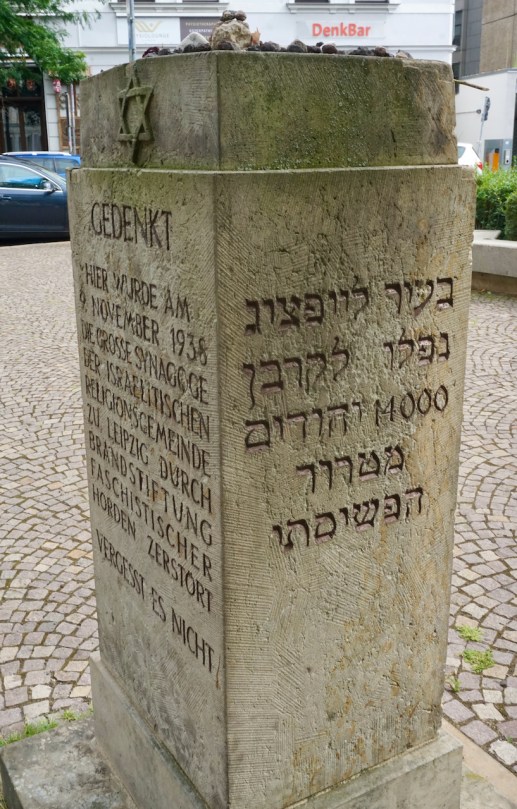 DenkBar
GEDENKT
HIER WURDE AM
9. NOVEMBER 1938
DIE GROSSE SYNAGOGE
DER ISRAELITISCHEN
RELIGIONSGEMEINDE
ZU LEIPZIG DURCH
BRANDSTIFTUNG
FASCHISTISCHER
HORDEN ZERSTÖRT
VERGESST ES NICHT
בעיר לייפציג
נפלו לקרבן
14000 יהודים
מטרור
הפשיסתי